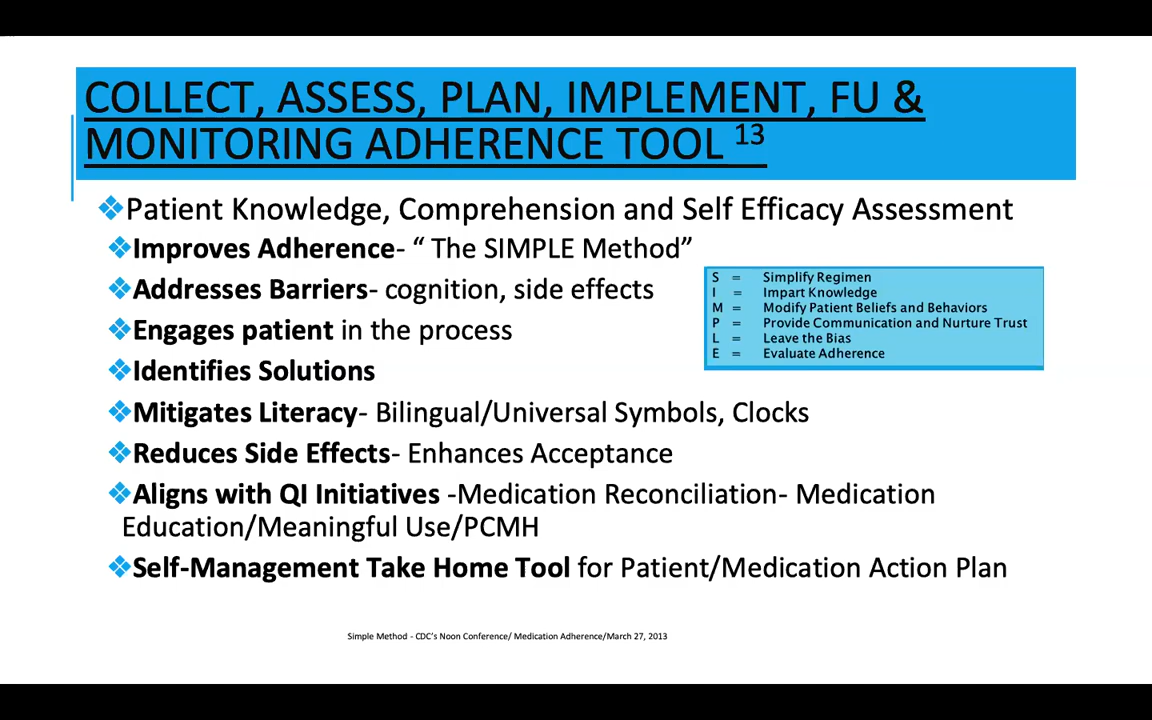 COLLECT, ASSESS, PLAN, IMPLEMENT, FU &
MONITORING ADHERENCE TOOL 13
❖Patient Knowledge, Comprehension and Self Efficacy Assessment
❖Improves Adherence- “ The SIMPLE Method”
❖Addresses Barriers- cognition, side effects
❖Engages patient in the process
❖Identifies Solutions
❖Mitigates Literacy- Bilingual/Universal Symbols, Clocks
❖Reduces Side Effects- Enhances Acceptance
❖Aligns with QI Initiatives -Medication Reconciliation- Medication
Education/Meaningful Use/PCMH
❖Self-Management Take Home Tool for Patient/Medication Action Plan
S = Simplify Regimen
I = Impart Knowledge
M = Modify Patient Beliefs and Behaviors
P = Provide Communication and Nurture Trust
L = Leave the Bias
E = Evaluate Adherence
Simple Method - CDC’s Noon Conference/ Medication Adherence/March 27, 2013